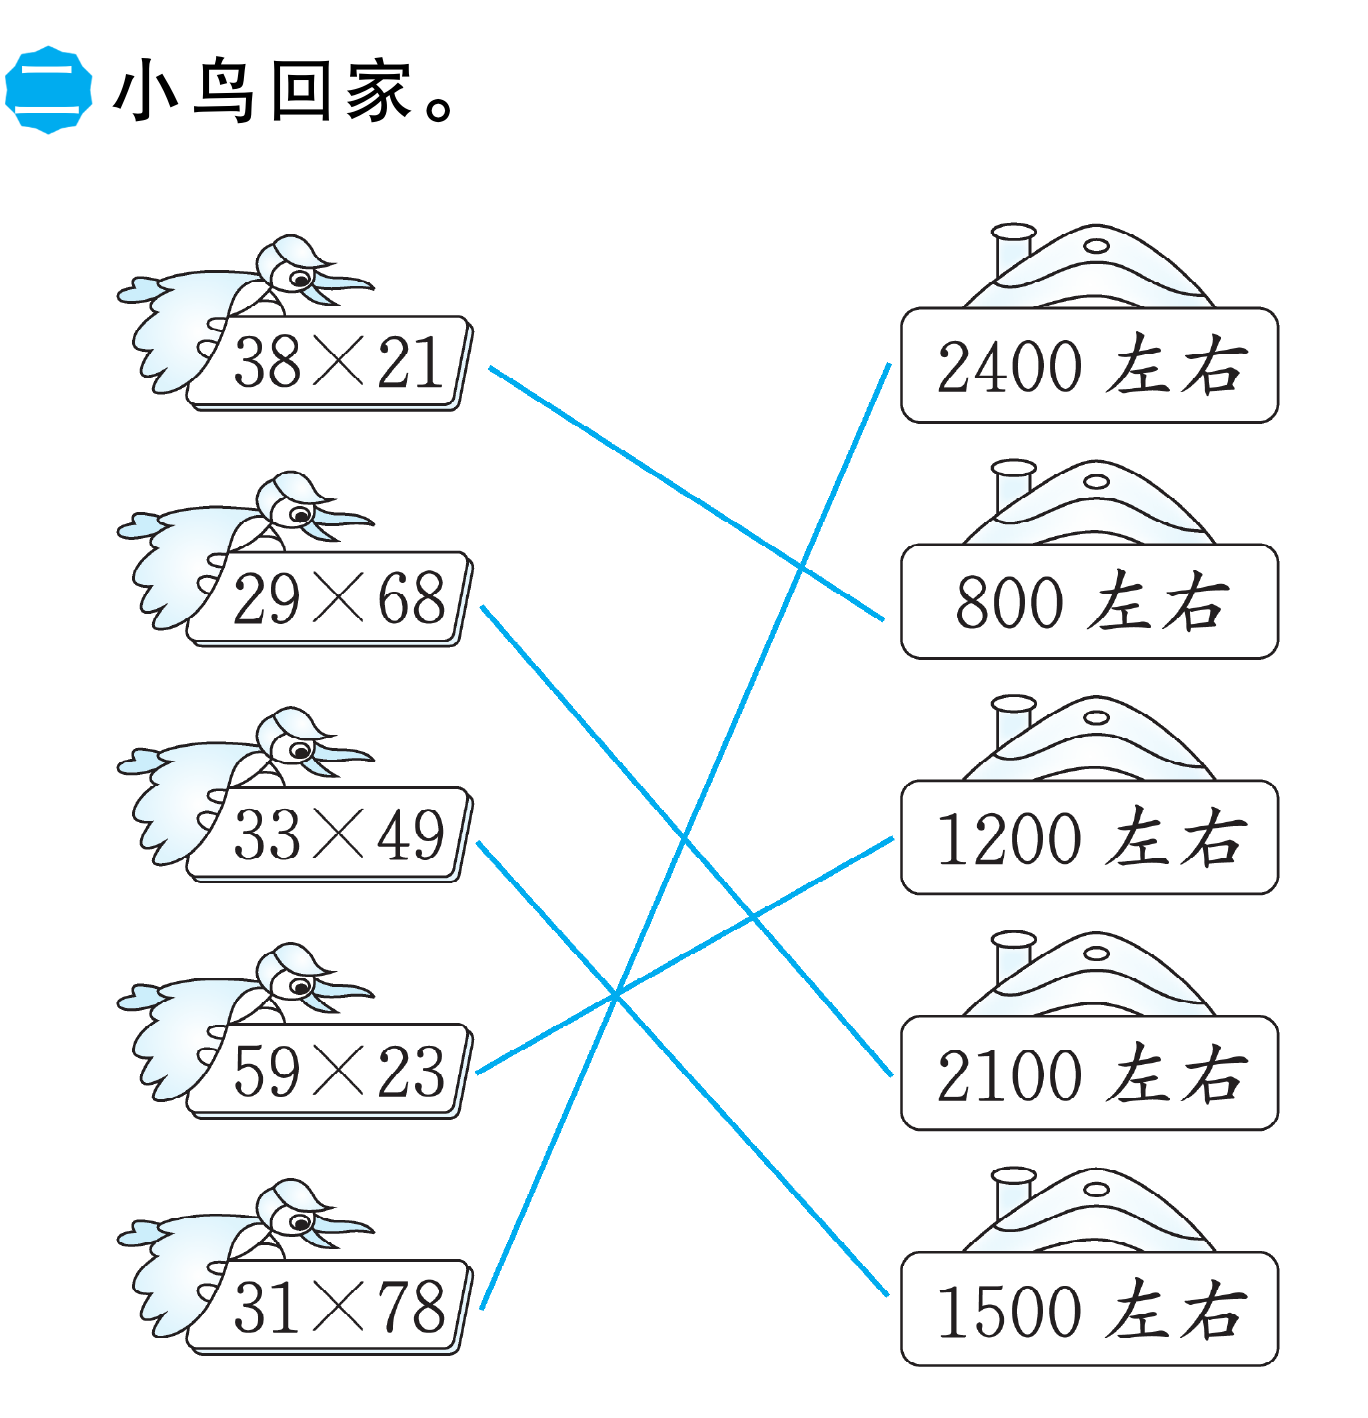 二 小鸟回家。
38×21 2400 左右
29×68 800 左右
33×49 1200 左右
59×23 2100 左右
31×78 1500 左右